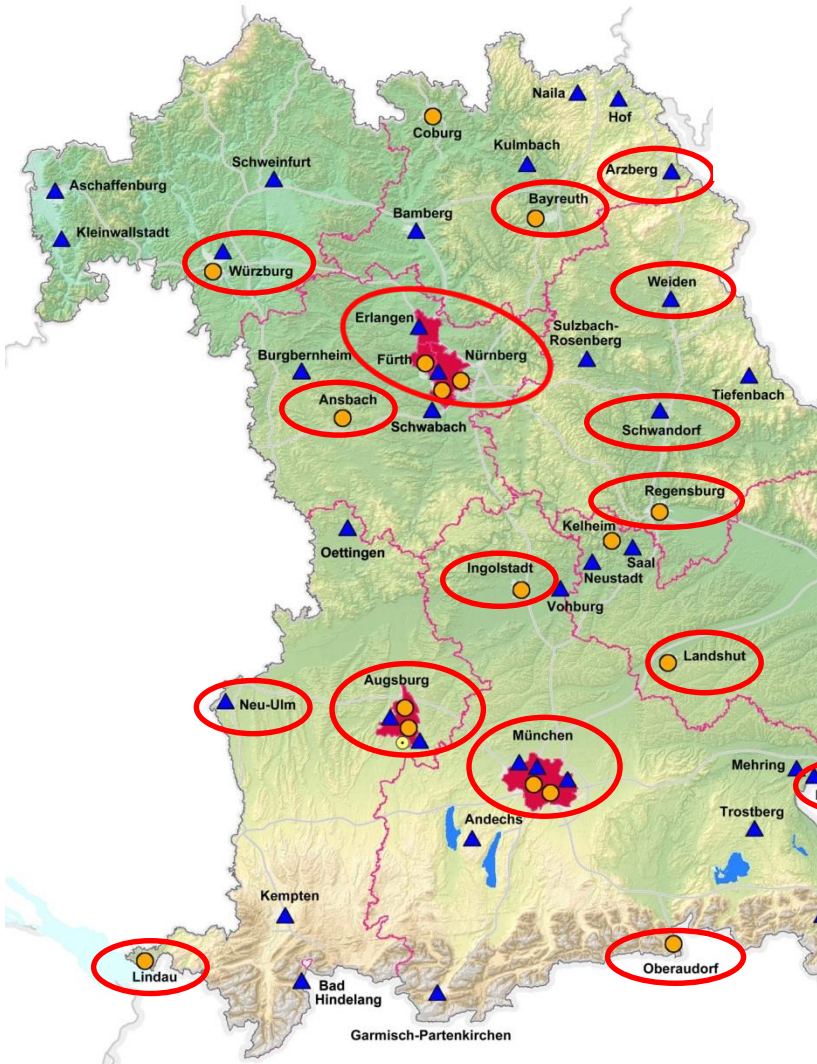 Naila
Hof
Coburg
Kulmbach
Schweinfurt
Arzberg
Aschaffenburg
Bayreuth
Bamberg
Kleinwallstadt
Würzburg
Weiden
Erlangen
Sulzbach-
Rosenberg
Burgbernheim
Fürth
Nürnberg
Ansbach
Tiefenbach
Schwabach
Schwandorf
Regensburg
Kelheim
Oettingen
Saal
Ingolstadt
Neustadt
Vohburg
Landshut
Augsburg
Neu-Ulm
München
Mehring
Trostberg
Andechs
Kempten
Lindau
Oberaudorf
Bad
Hindelang
Garmisch-Partenkirchen